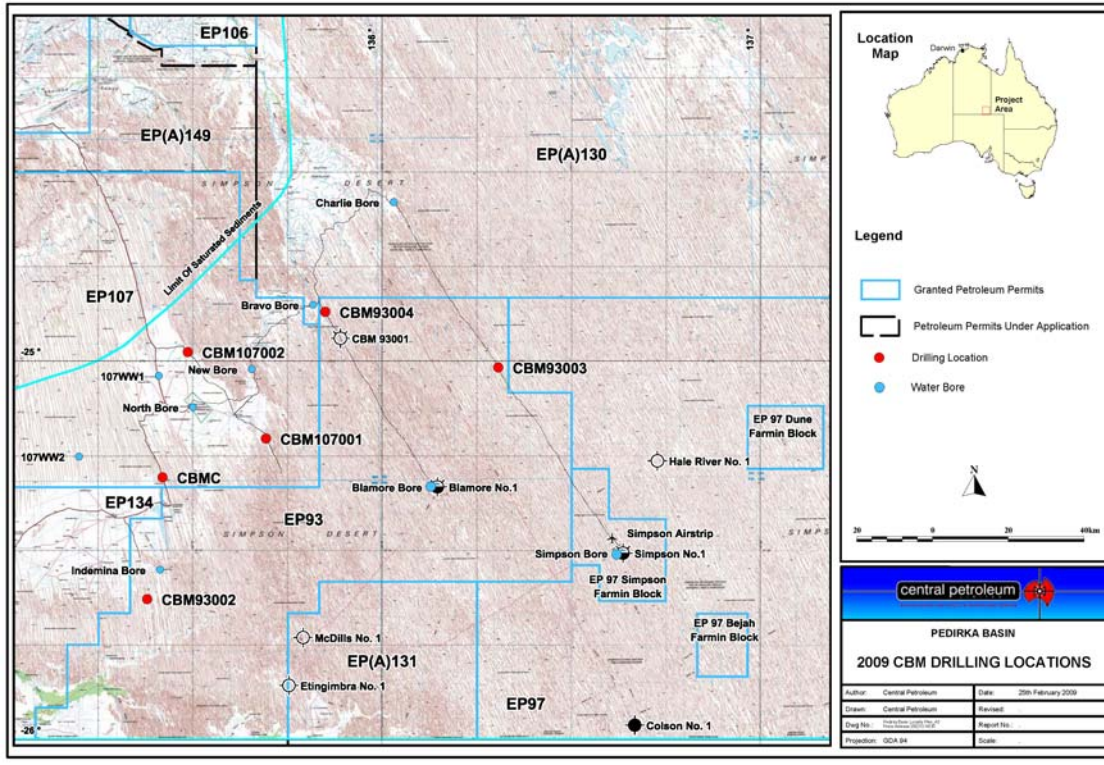 EP106
136°
137°
EP(A)149
EP(A)130
SIMPSON DESERT
Charlie Bore
Limit Of Saturated Sediments
EP107
Bravo Bore
CBM93004
CBM 93001
-25°
CBM107002
New Bore
107WW1
CBM93003
North Bore
EP 97 Dune
Farmin Block
CBM107001
107WW2
Hale River No. 1
CBMC
Blamore Bore
Blamore No.1
EP134
EP93
SIMPSON DESERT
Simpson Airstrip
Simpson Bore
Simpson No.1
Indemina Bore
EP 97 Simpson
Farmin Block
CBM93002
EP 97 Bejah
Farmin Block
McDills No. 1
EP(A)131
Etingimbra No. 1
EP97
Colson No. 1
-26°
Location
Map
Darwin
Project
Area
Legend
Granted Petroleum Permits
Petroleum Permits Under Application
Drilling Location
Water Bore
N
20 0 20 40km
central petroleum
PEDIRKA BASIN
2009 CBM DRILLING LOCATIONS
Author: Central Petroleum
Date: 25th February 2009
Drawn: Central Petroleum
Revised:
Dwg No.:
Report No.:
Projection: GDA 94
Scale: